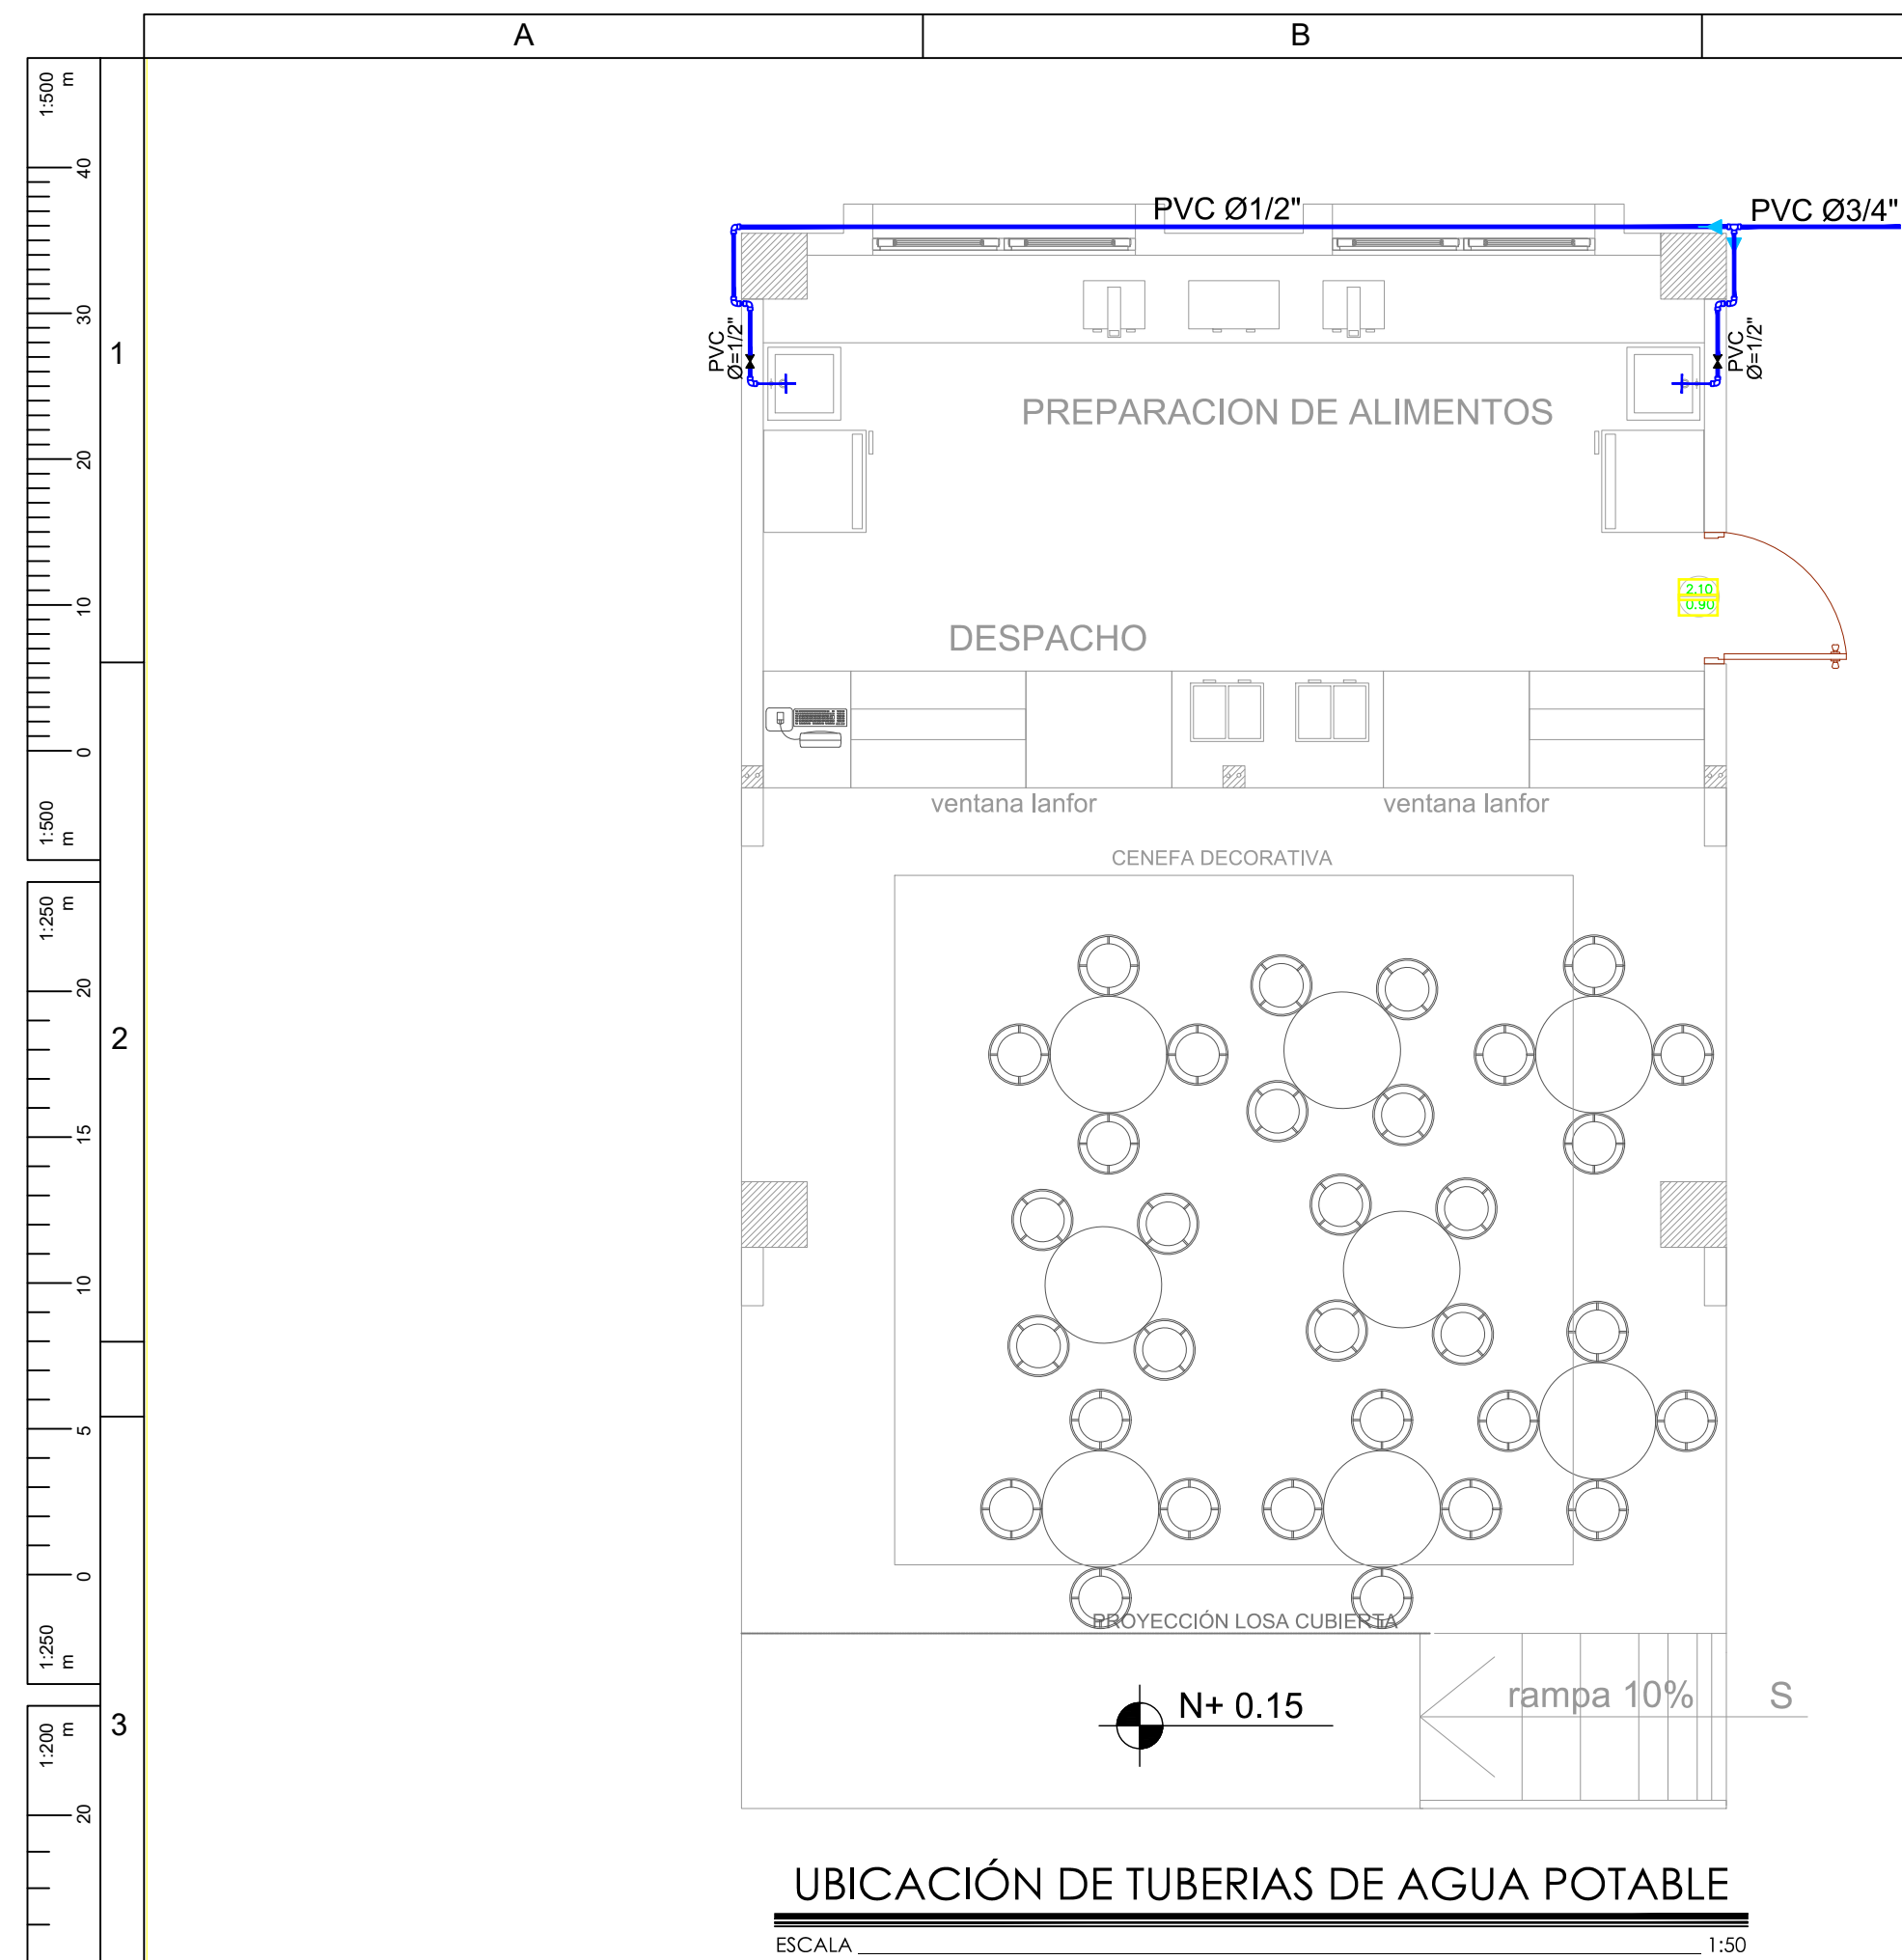 A
B
1:500
m
40
30
20
10
0
1:500
m
1
PVC Ø1/2"
PVC Ø3/4"
PVC
Ø=1/2"
PVC
Ø=1/2"
PREPARACION DE ALIMENTOS
2.10
0.90
DESPACHO
ventana lanfor
ventana lanfor
CENEFA DECORATIVA
1:250
m
20
15
10
5
0
1:250
m
2
PROYECCIÓN LOSA CUBIERTA
N+ 0.15
rampa 10%
S
1:200
m
20
3
UBICACIÓN DE TUBERIAS DE AGUA POTABLE
ESCALA 1:50